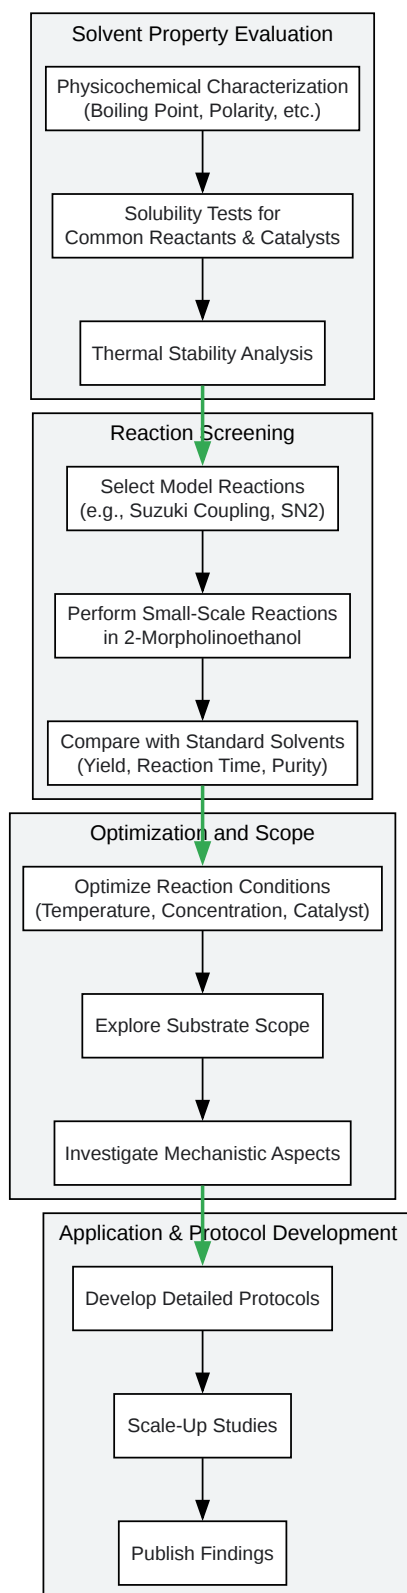 Solvent Property Evaluation
Physicochemical Characterization
(Boiling Point, Polarity, etc.)
Solubility Tests for
Common Reactants & Catalysts
Thermal Stability Analysis
Reaction Screening
Select Model Reactions
(e.g., Suzuki Coupling, SN2)
Perform Small-Scale Reactions
in 2-Morpholinoethanol
Compare with Standard Solvents
(Yield, Reaction Time, Purity)
Optimization and Scope
Optimize Reaction Conditions
(Temperature, Concentration, Catalyst)
Explore Substrate Scope
Investigate Mechanistic Aspects
Application & Protocol Development
Develop Detailed Protocols
Scale-Up Studies
Publish Findings